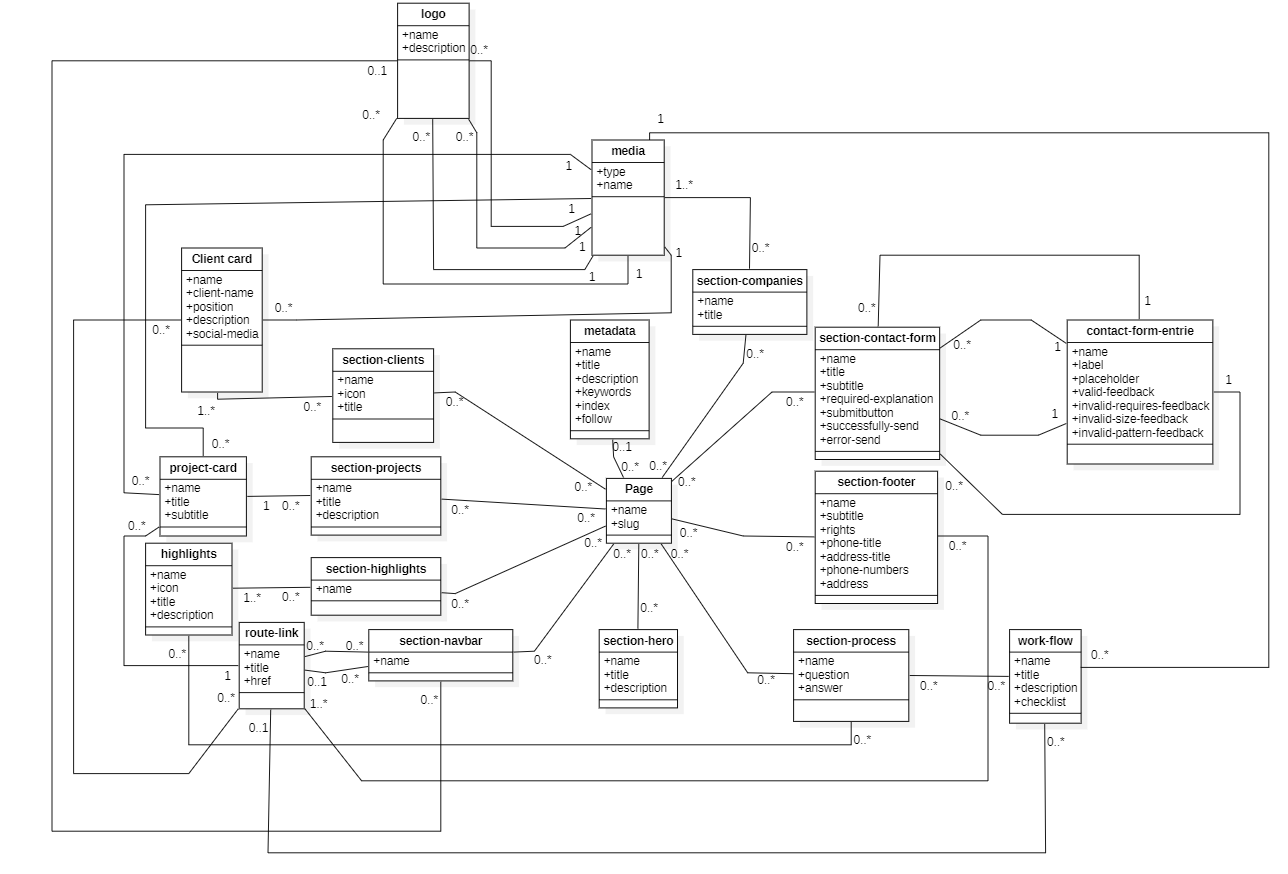 logo
+name
+description
0..*
0..1
0..*
0..*
0..*
1
media
+type
+name
1
1..*
1
1
1
1
1
1
0..*
Client card
+name
+client-name
+position
+description
+social-media
0..*
0..*
1..*
section-companies
+name
+title
0..*
metadata
+name
+title
+description
+keywords
+index
+follow
0..1
section-clients
+name
+icon
+title
0..*
0..*
section-contact-form
+name
+title
+subtitle
+required-explanation
+submitbutton
+successfully-send
+error-send
0..*
0..*
0..*
0..*
0..*
contact-form-entrie
+name
+label
+placeholder
+valid-feedback
+invalid-requires-feedback
+invalid-size-feedback
+invalid-pattern-feedback
1
1
1
1
project-card
+name
+title
+subtitle
0..*
0..*
0..*
1
section-projects
+name
+title
+description
0..*
0..*
Page
+name
+slug
0..*
0..*
0..*
0..*
0..*
0..*
0..*
0..*
0..*
0..*
section-footer
+name
+subtitle
+rights
+phone-title
+address-title
+phone-numbers
+address
0..*
0..*
highlights
+name
+icon
+title
+description
1..*
0..*
section-highlights
+name
0..*
0..*
route-link
+name
+title
+href
0..*
0..1
1
0..*
0..1
1..*
section-navbar
+name
0..*
0..*
0..*
0..*
section-hero
+name
+title
+description
0..*
section-process
+name
+question
+answer
0..*
0..*
0..*
work-flow
+name
+title
+description
+checklist
0..*
0..*
0..*